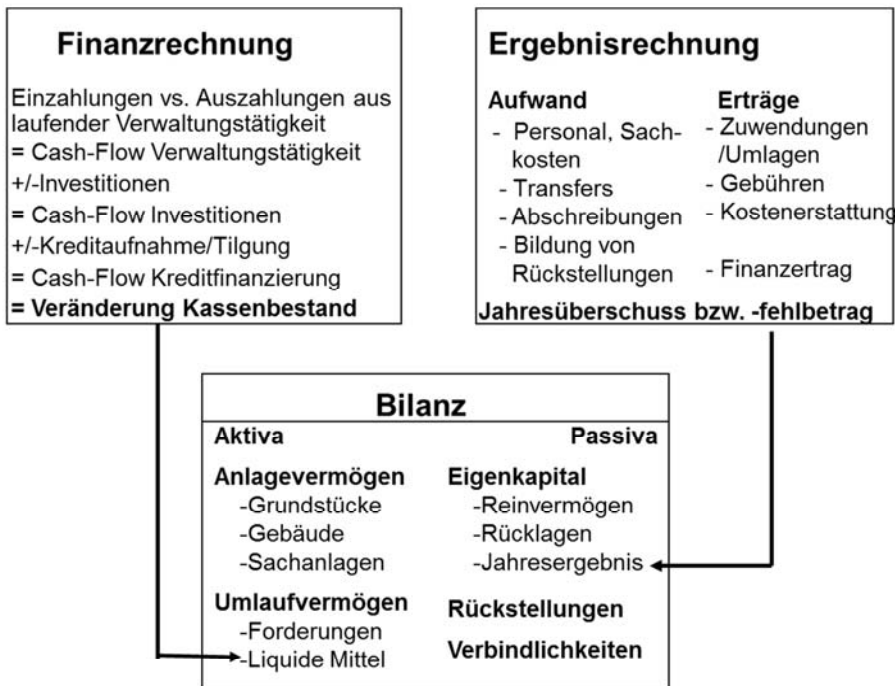 Finanzrechnung
Einzahlungen vs. Auszahlungen aus
laufender Verwaltungstätigkeit
= Cash-Flow Verwaltungstätigkeit
+/-Investitionen
= Cash-Flow Investitionen
+/-Kreditaufnahme/Tilgung
= Cash-Flow Kreditfinanzierung
= Veränderung Kassenbestand
Ergebnisrechnung
Aufwand
- Personal, Sach-
kosten
- Transfers
- Abschreibungen
- Bildung von
Rückstellungen
Erträge
- Zuwendungen
/Umlagen
- Gebühren
- Kostenerstattung
- Finanzertrag
Jahresüberschuss bzw. -fehlbetrag
Bilanz
Aktiva
Anlagevermögen
-Grundstücke
-Gebäude
-Sachanlagen
Umlaufvermögen
-Forderungen
-Liquide Mittel
Passiva
Eigenkapital
-Reinvermögen
-Rücklagen
-Jahresergebnis
Rückstellungen
Verbindlichkeiten